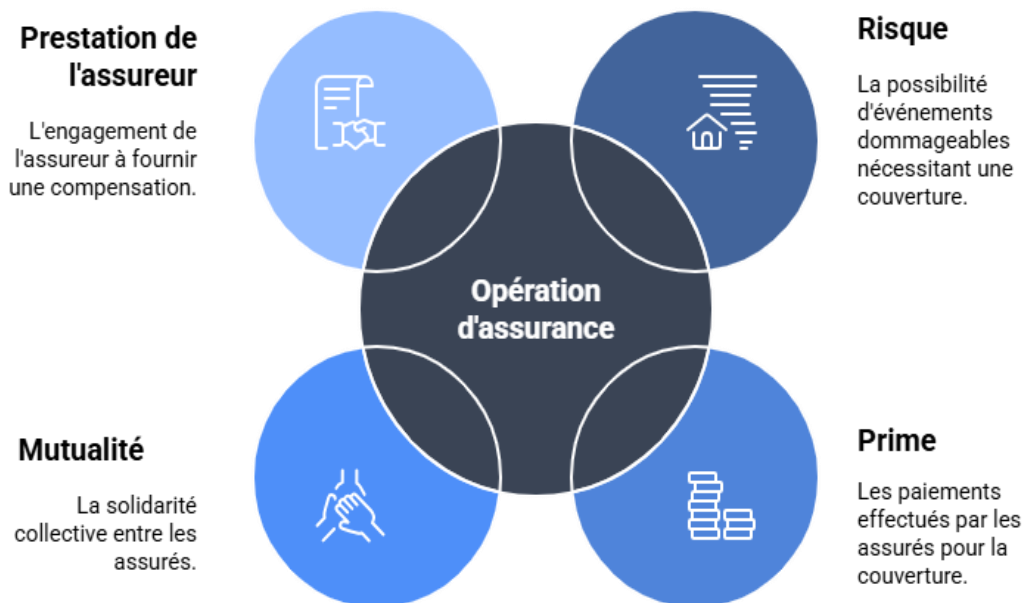 Prestation de
l'assureur
L'engagement de
l'assureur à fournir
une compensation.
Risque
La possibilité
d'événements
dommageables
nécessitant une
couverture.
Opération
d'assurance
Mutualité
La solidarité
collective entre les
assurés.
Prime
Les paiements
effectués par les
assurés pour la
couverture.